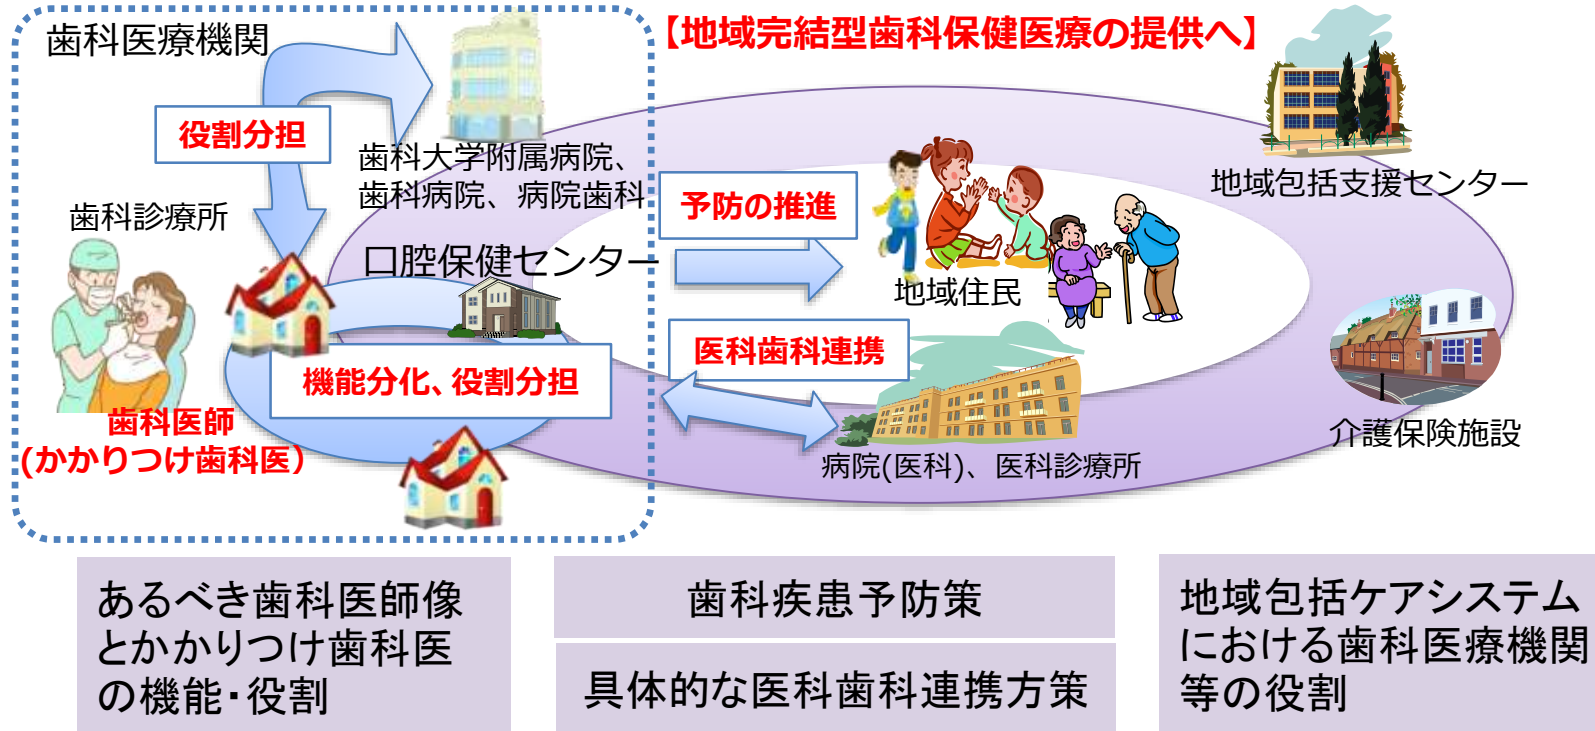 歯科医療機関
【地域完結型歯科保健医療の提供へ】
役割分担
歯科大学附属病院、
歯科病院、病院歯科
歯科診療所
口腔保健センター
予防の推進
地域住民
地域包括支援センター
医科歯科連携
機能分化、役割分担
歯科医師
(かかりつけ歯科医）
病院(医科)、医科診療所
介護保険施設
あるべき歯科医師像
とかかりつけ歯科医
の機能・役割
歯科疾患予防策
具体的な医科歯科連携方策
地域包括ケアシステム
における歯科医療機関
等の役割